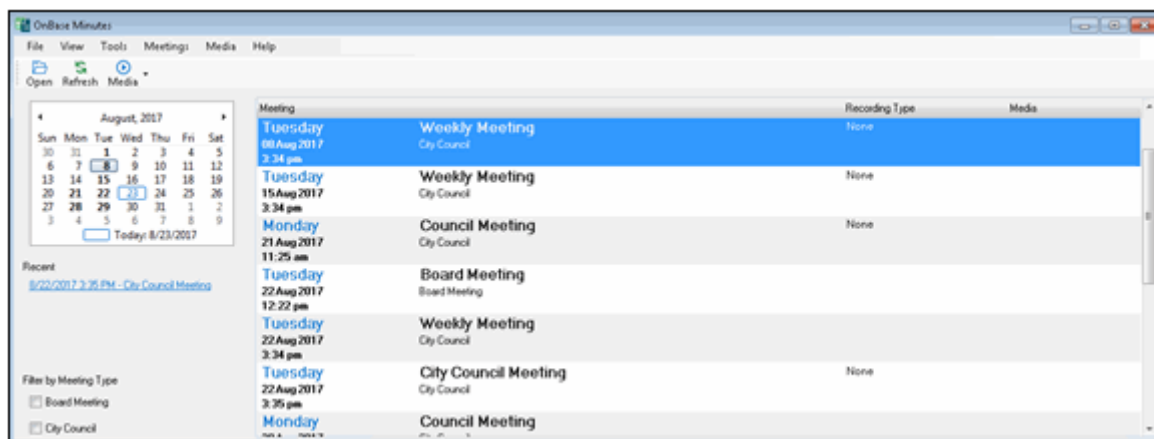 OnBase Minutes
File View Tools Meetings Media Help
Open Refresh Media
August, 2017
Sun Mon Tue Wed Thu Fri Sat
30 31 1 2 3 4 5
6 7 8 9 10 11 12
13 14 15 16 17 18 19
20 21 22 23 24 25 26
27 28 29 30 31 1 2
3 4 5 6 7 8 9
Today: 8/23/2017
Recent
8/22/2017 3:35 PM - City Council Meeting
Filter by Meeting Type
Board Meeting
City Council
Meeting Recording Type Media
Tuesday Weekly Meeting None
08 Aug 2017 City Council
3:34 pm
Tuesday Weekly Meeting None
15 Aug 2017 City Council
3:34 pm
Monday Council Meeting None
21 Aug 2017 City Council
11:25 am
Tuesday Board Meeting
22 Aug 2017 Board Meeting
12:22 pm
Tuesday Weekly Meeting
22 Aug 2017 City Council
3:34 pm
Tuesday City Council Meeting None
22 Aug 2017 City Council
3:35 pm
Monday Council Meeting